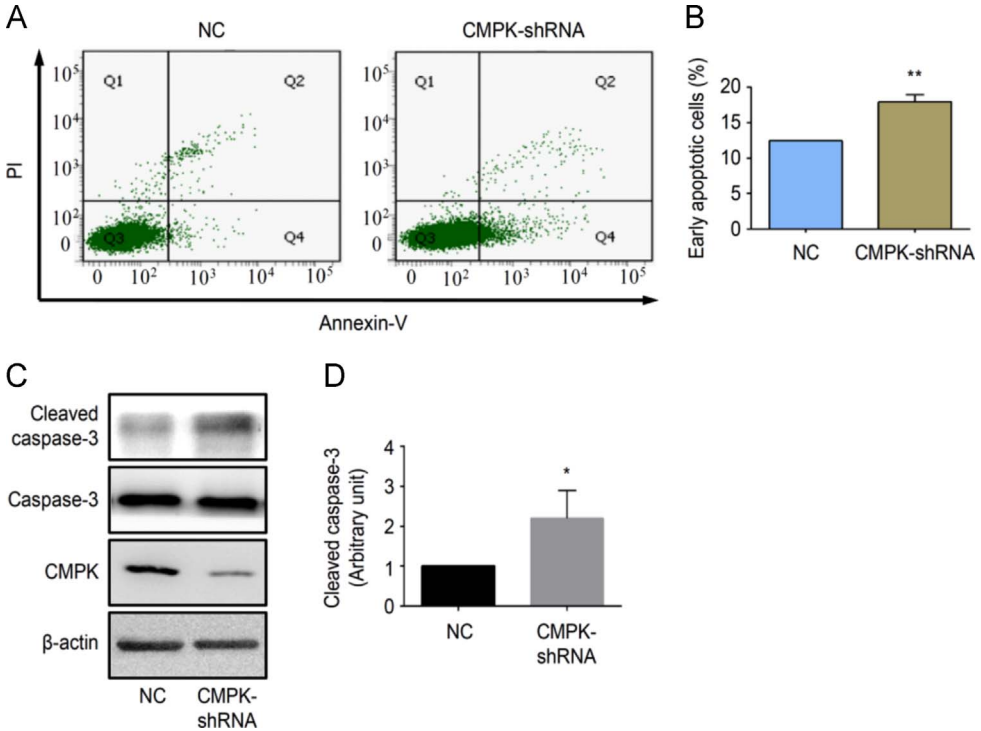 A
NC
CMPK-shRNA
PI
10⁵
10⁴
10³
10²
0
Q1
Q2
Q3
Q4
0
10²
10³
10⁴
10⁵
10⁵
10⁴
10³
10²
0
Q1
Q2
Q3
Q4
0
10²
10³
10⁴
10⁵
Annexin-V
B
Early apoptotic cells (%)
20
15
10
5
0
**
NC
CMPK-shRNA
C
Cleaved
caspase-3
Caspase-3
CMPK
β-actin
NC
CMPK-
shRNA
D
Cleaved caspase-3
(Arbitrary unit)
4
3
2
1
0
*
NC
CMPK-
shRNA